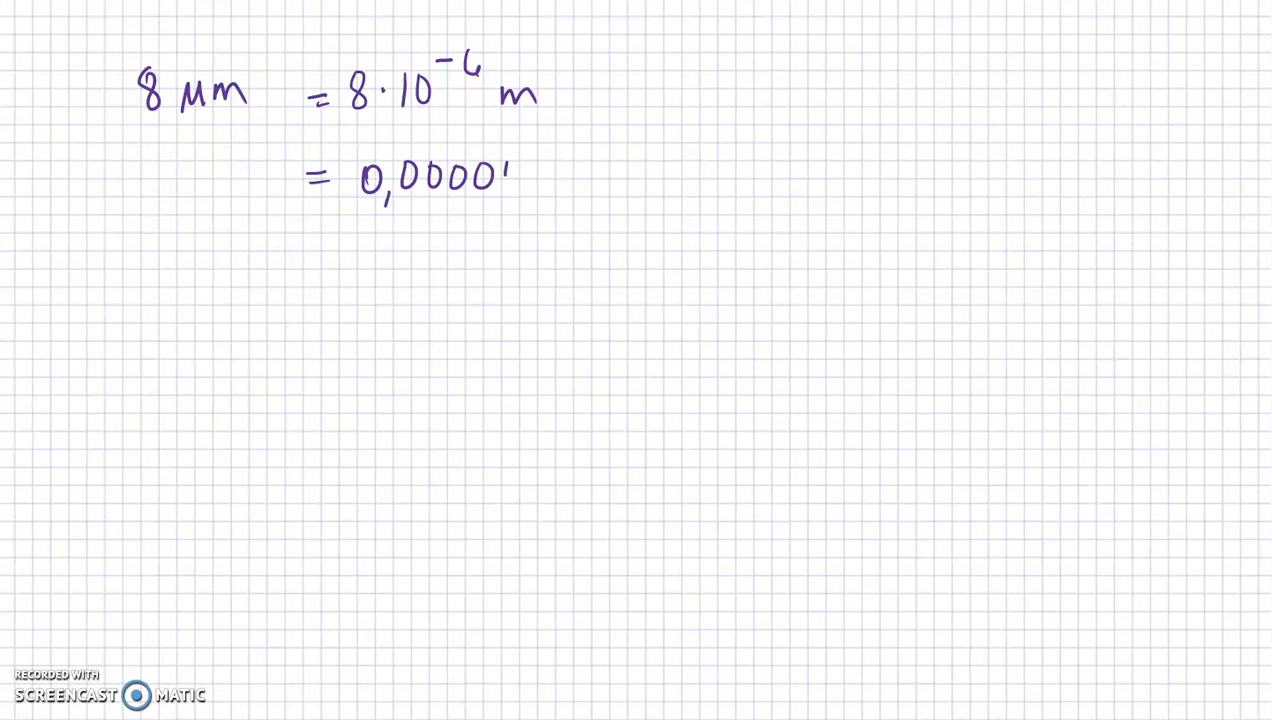 8 μm = 8·10⁻⁶ m
= 0,0000
RECORDED WITH
SCREENCAST MATIC